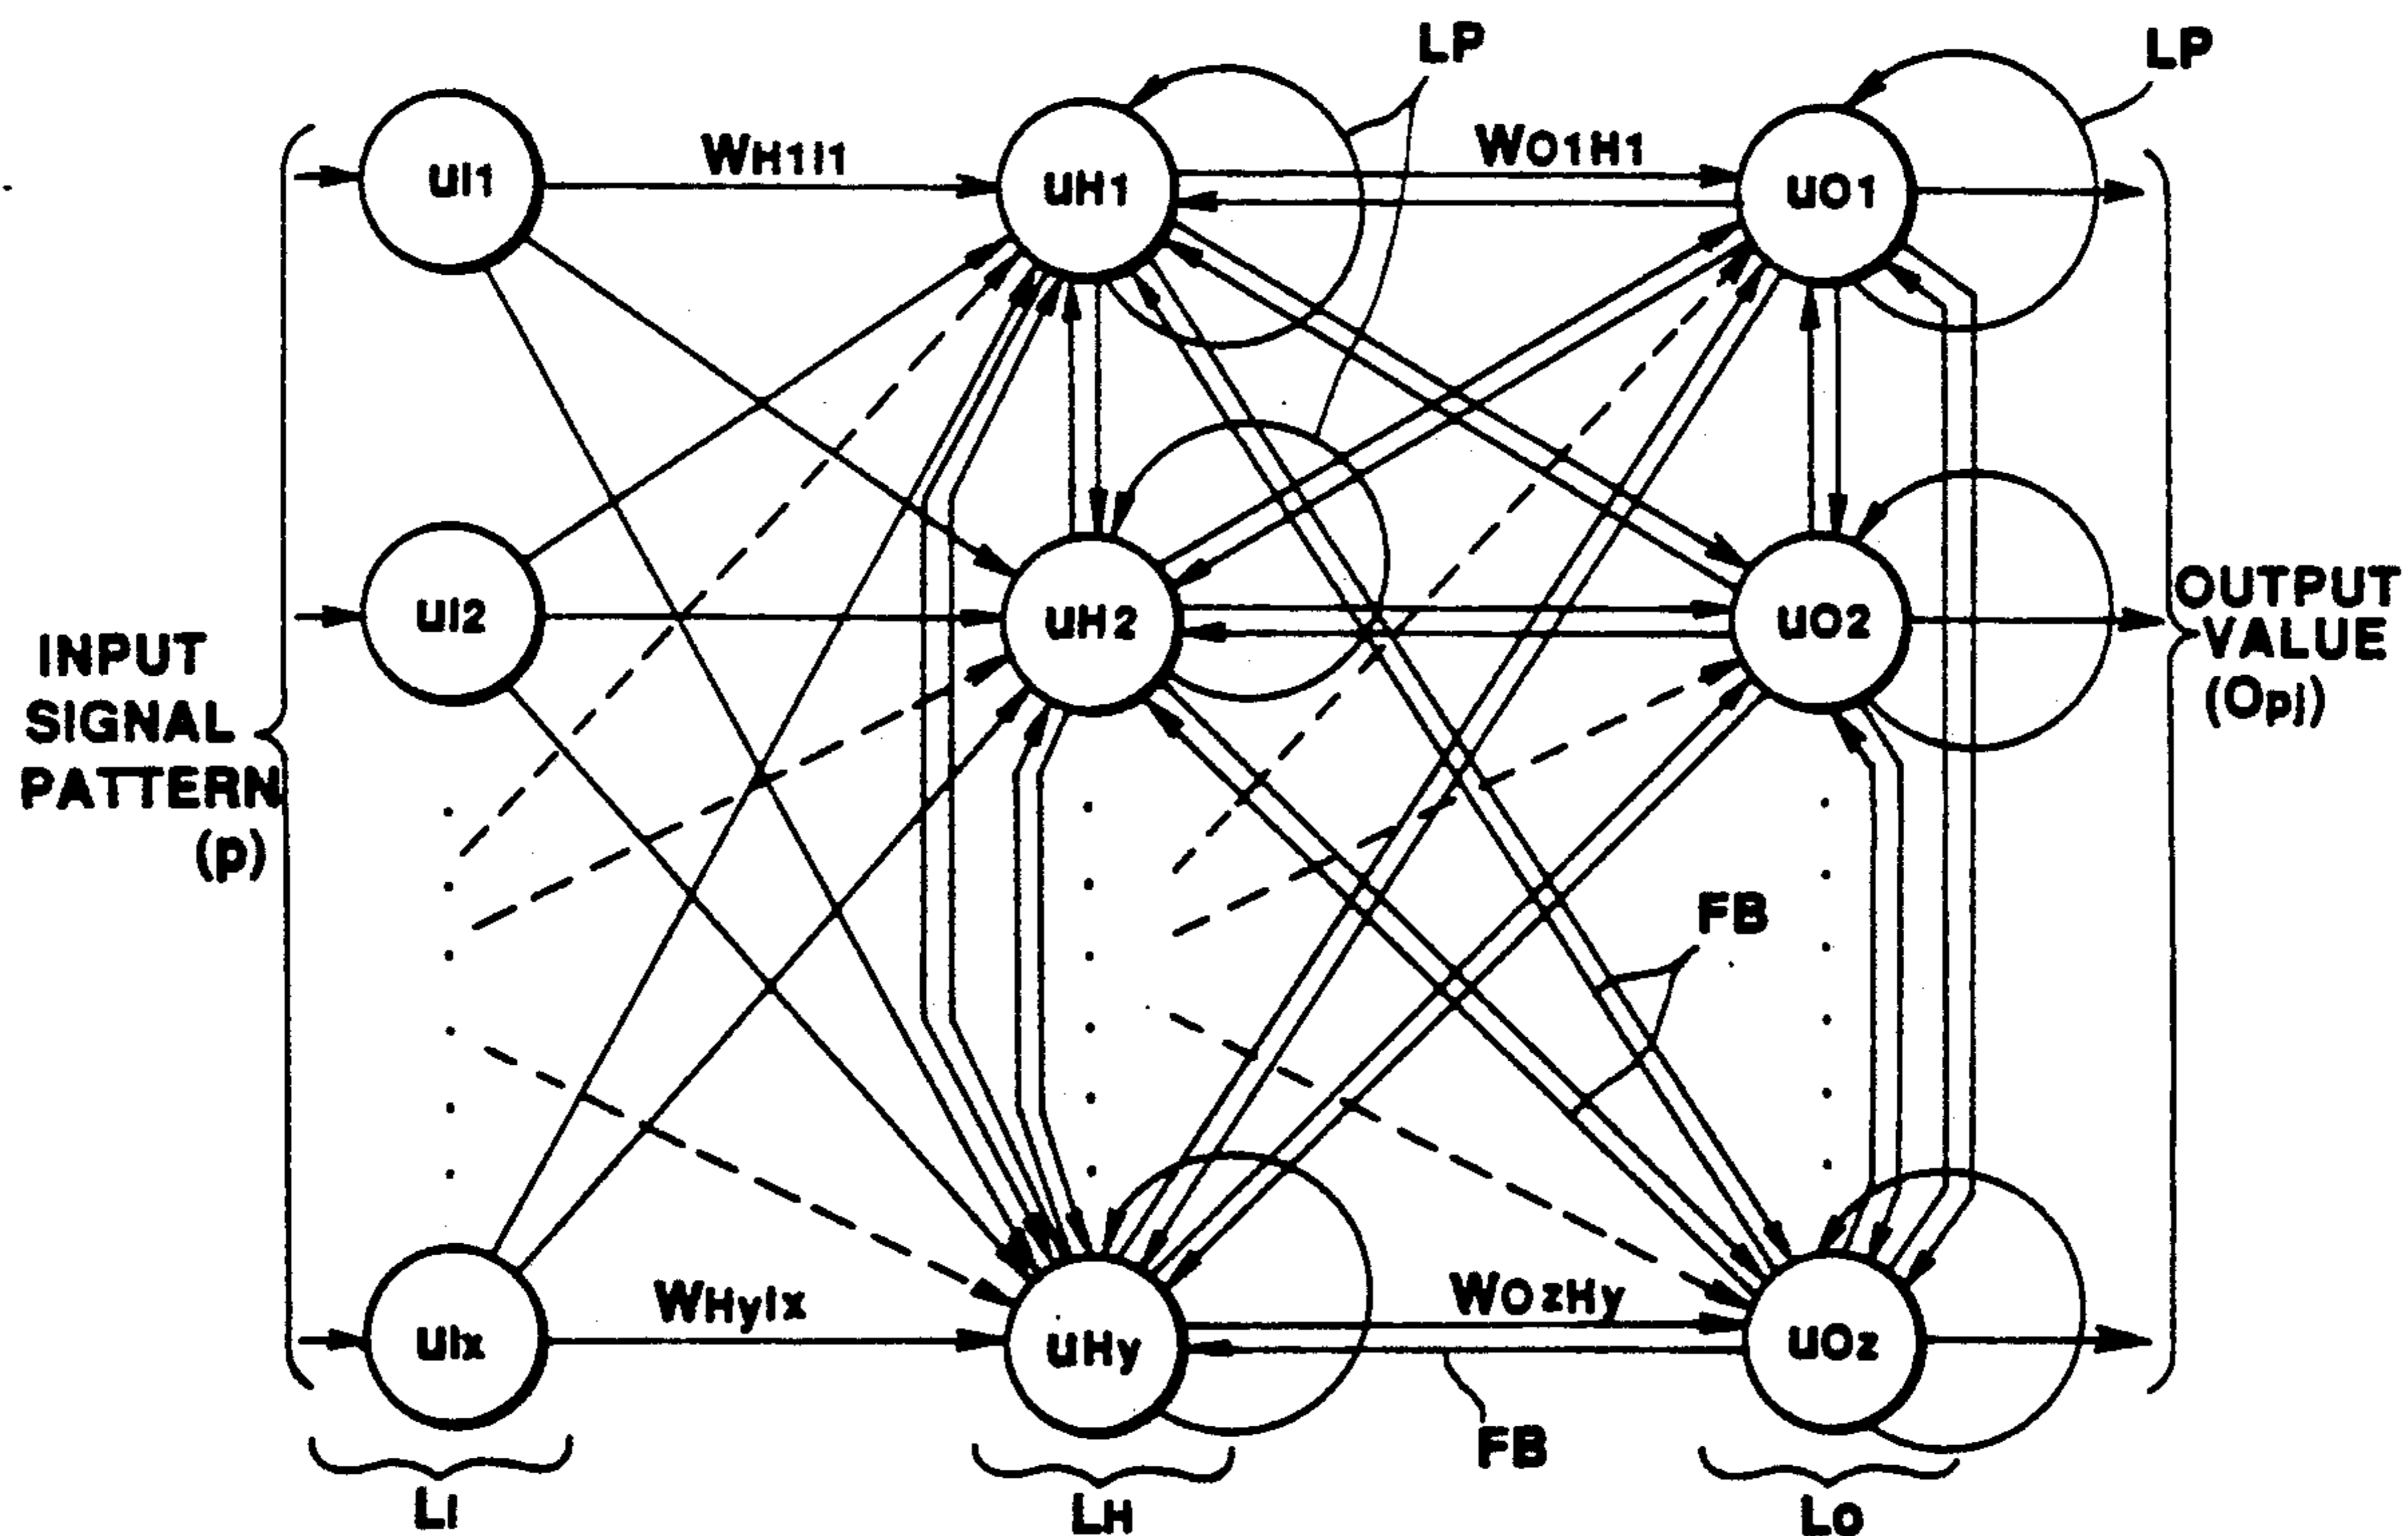 LP
LP
uI1
WH1I1
uH1
WO1H1
uO1
uI2
uH2
uO2
INPUT
SIGNAL
PATTERN
(p)
OUTPUT
VALUE
(Opj)
FB
uIx
WHyIx
uHy
WOzHy
uOz
FB
LI
LH
LO